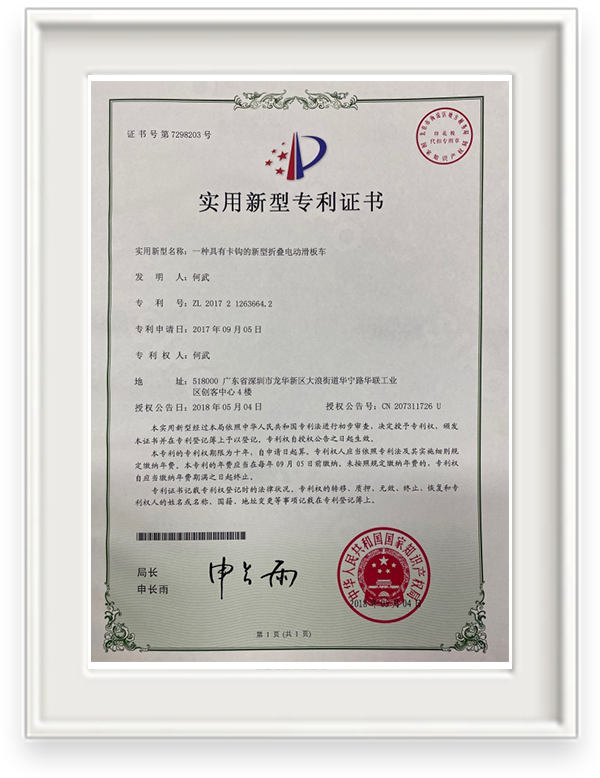 证书号第7298203号
实用新型专利证书
实用新型名称：一种具有卡钩的新型折叠电动滑板车
发 明 人：何武
专 利 号：ZL 2017 2 1263664.2
专利申请日：2017年09月05日
专 利 权 人：何武
地 址：518000 广东省深圳市龙华新区大浪街道华宁路华联工业
区创客中心4楼
授权公告日：2018年05月04日 授权公告号：CN 207311726 U
本实用新型经过本局依照中华人民共和国专利法进行初步审查，决定授予专利权，颁发
本证书并在专利登记簿上予以登记。专利权自授权公告之日起生效。
本专利的专利权期限为十年，自申请日起算。专利权人应当依照专利法及其实施细则规
定缴纳年费。本专利的年费应当在每年09月05日前缴纳。未按照规定缴纳年费的，专利权
自应当缴纳年费期满之日起终止。
专利证书记载专利权登记时的法律状况。专利权的转移、质押、无效、终止、恢复和专
利权人的姓名或名称、国籍、地址变更等事项记载在专利登记簿上。
局长
申长雨
申长雨
中华人民共和国国家知识产权局
2018年05月04日
第1页(共1页)